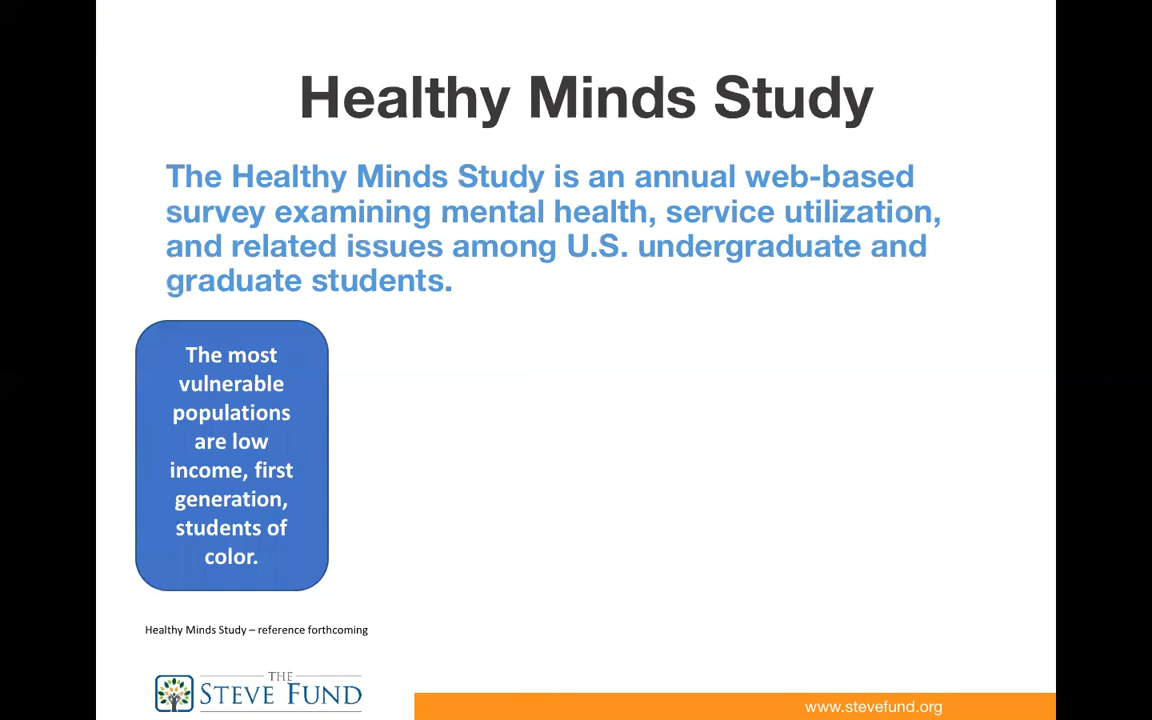 Healthy Minds Study
The Healthy Minds Study is an annual web-based
survey examining mental health, service utilization,
and related issues among U.S. undergraduate and
graduate students.
The most
vulnerable
populations
are low
income, first
generation,
students of
color.
Healthy Minds Study – reference forthcoming
THE
STEVE FUND
www.stevefund.org